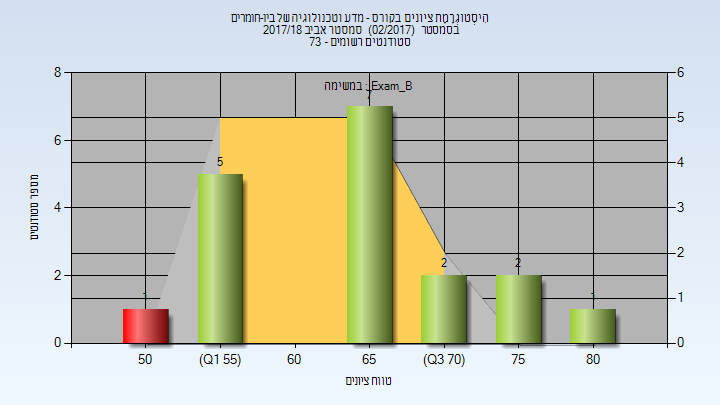 היסטוגרמת ציונים בקורס - מדע וטכנולוגיה של ביו-חומרים
בסמסטר (02/2017) סמסטר אביב 2017/18
סטודנטים רשומים - 73
במשימה : Exam_B
8
6
4
2
0
6
5
4
3
2
1
0
מספר סטודנטים
1
5
7
2
2
1
50
(Q1 55)
60
65
(Q3 70)
75
80
טווח ציונים